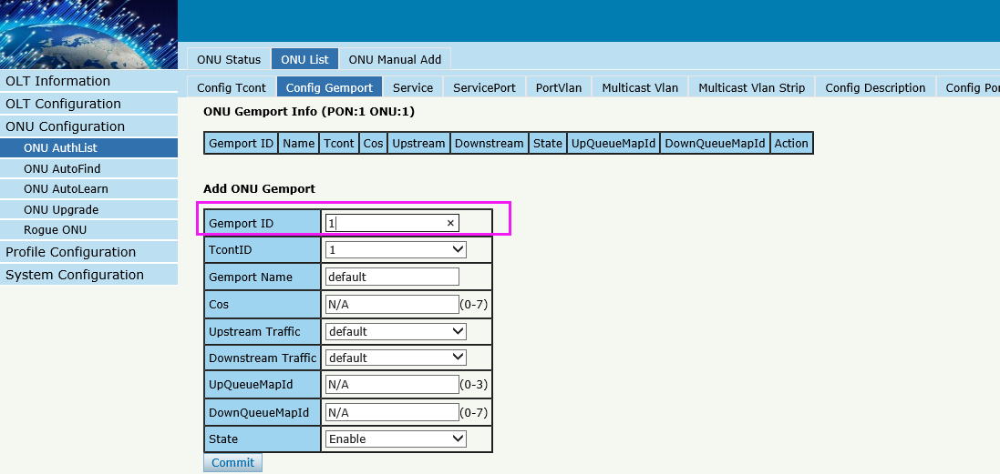 ONU Status ONU List ONU Manual Add
OLT Information
OLT Configuration
ONU Configuration
ONU AuthList
ONU AutoFind
ONU AutoLearn
ONU Upgrade
Rogue ONU
Profile Configuration
System Configuration
Config Tcont Config Gemport Service ServicePort PortVlan Multicast Vlan Multicast Vlan Strip Config Description Config Por
ONU Gemport Info (PON:1 ONU:1)
Gemport ID Name Tcont Cos Upstream Downstream State UpQueueMapId DownQueueMapId Action
Add ONU Gemport
Gemport ID 1 ×
TcontID 1
Gemport Name default
Cos N/A (0-7)
Upstream Traffic default
Downstream Traffic default
UpQueueMapId N/A (0-3)
DownQueueMapId N/A (0-7)
State Enable
Commit